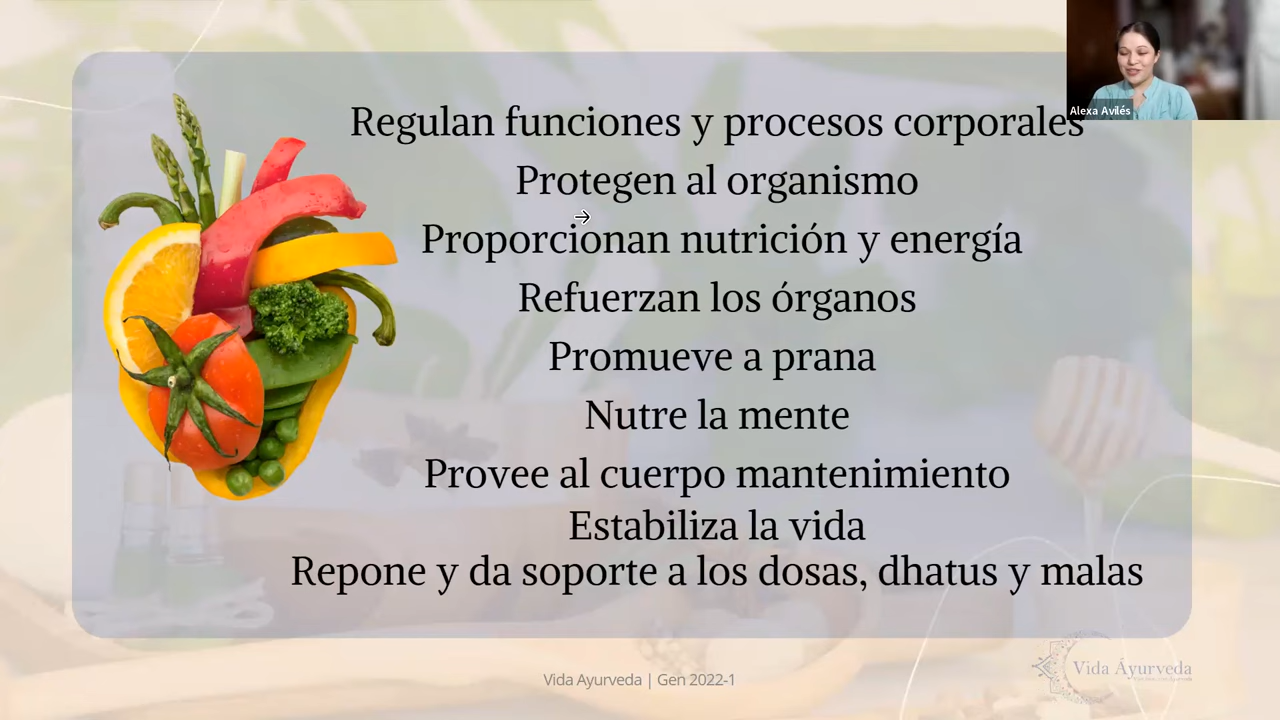 Alexa Avilés
Regulan funciones y procesos corporales
Protegen al organismo
Proporcionan nutrición y energía
Refuerzan los órganos
Promueve a prana
Nutre la mente
Provee al cuerpo mantenimiento
Estabiliza la vida
Repone y da soporte a los dosas, dhatus y malas
Vida Áyurveda
Vida Ayurveda | Gen 2022-1